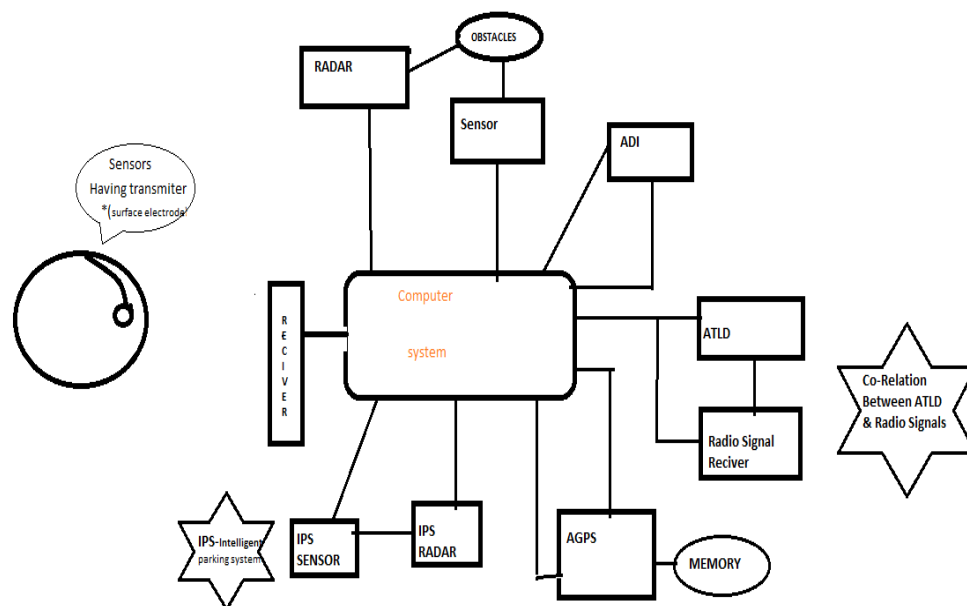 OBSTACLES
RADAR
Sensor
ADI
Sensors
Having transmiter
*(surface electrode)
Computer
system
RECIVER
ATLD
Co-Relation
Between ATLD
& Radio Signals
Radio Signal
Reciver
IPS-Intelligent
parking system
IPS
SENSOR
IPS
RADAR
AGPS
MEMORY